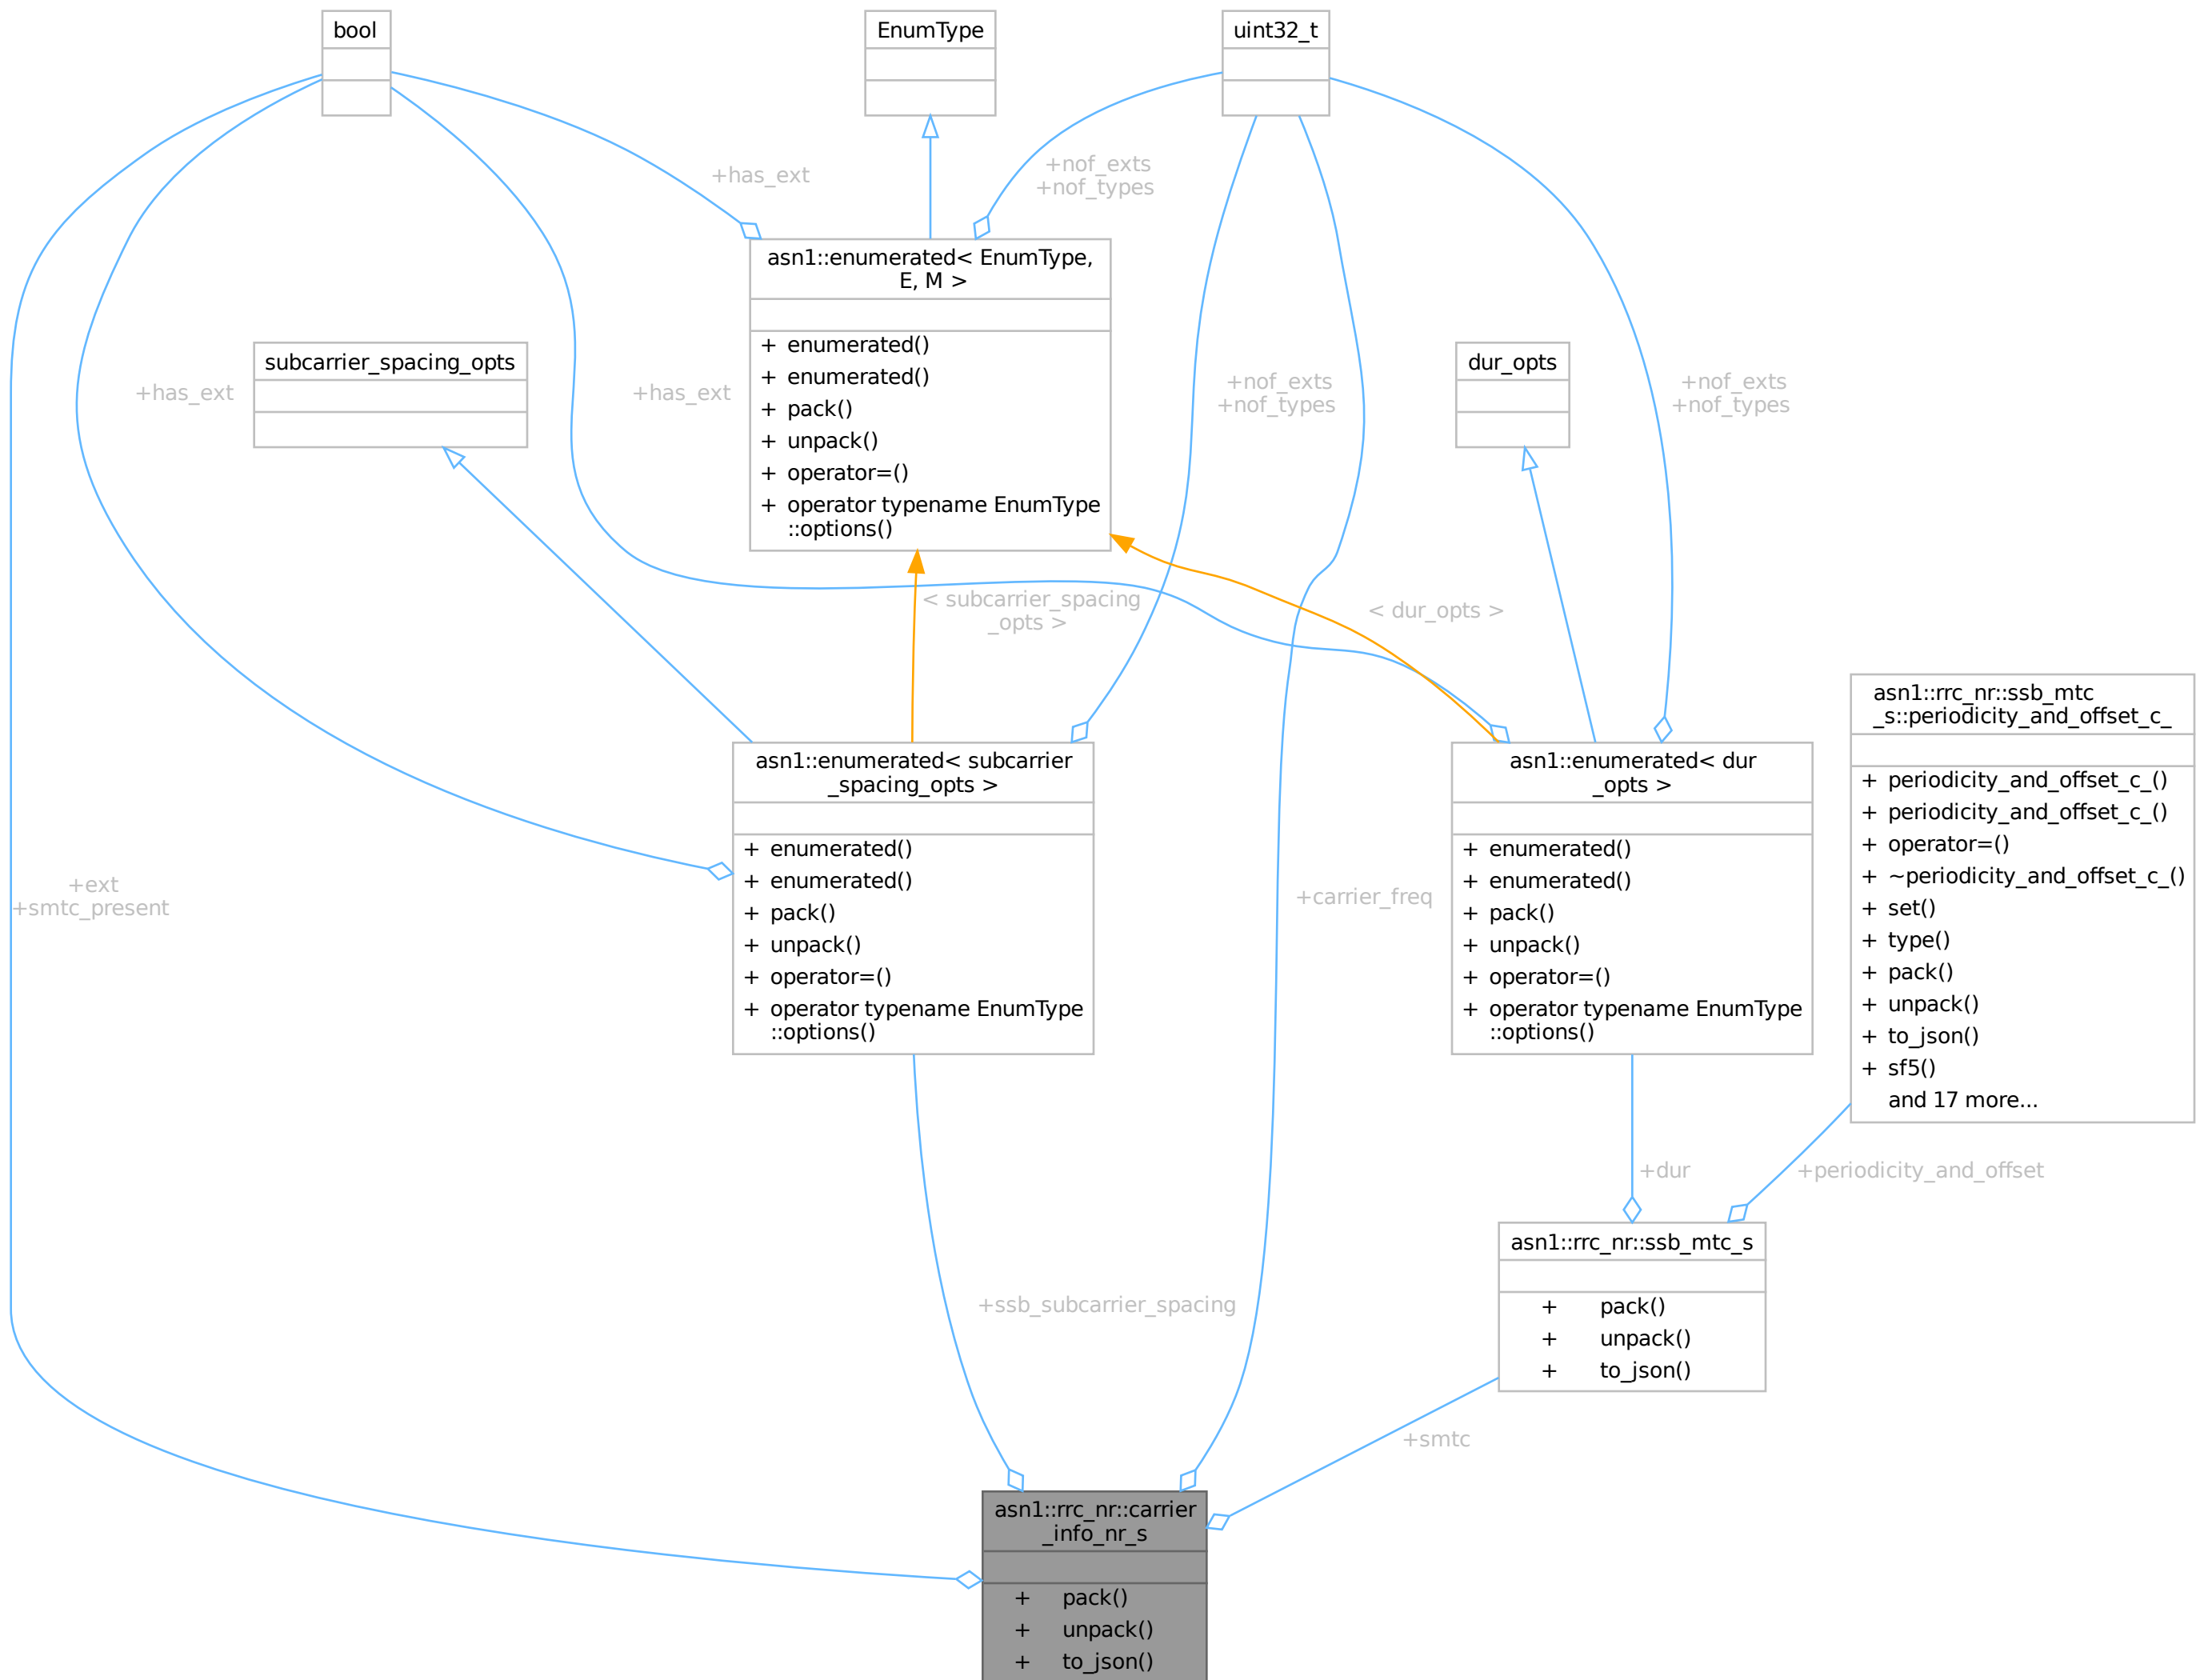 bool
EnumType
uint32_t
+has_ext
+nof_exts
+nof_types
asn1::enumerated< EnumType,
E, M >
+ enumerated()
+ enumerated()
+ pack()
+ unpack()
+ operator=()
+ operator typename EnumType
::options()
subcarrier_spacing_opts
dur_opts
+has_ext
+has_ext
+nof_exts
+nof_types
+nof_exts
+nof_types
< subcarrier_spacing
_opts >
< dur_opts >
asn1::enumerated< subcarrier
_spacing_opts >
+ enumerated()
+ enumerated()
+ pack()
+ unpack()
+ operator=()
+ operator typename EnumType
::options()
asn1::enumerated< dur
_opts >
+ enumerated()
+ enumerated()
+ pack()
+ unpack()
+ operator=()
+ operator typename EnumType
::options()
asn1::rrc_nr::ssb_mtc
_s::periodicity_and_offset_c_
+ periodicity_and_offset_c_()
+ periodicity_and_offset_c_()
+ operator=()
+ ~periodicity_and_offset_c_()
+ set()
+ type()
+ pack()
+ unpack()
+ to_json()
+ sf5()
and 17 more...
+ext
+smtc_present
+carrier_freq
+dur
+periodicity_and_offset
asn1::rrc_nr::ssb_mtc_s
+ pack()
+ unpack()
+ to_json()
+ssb_subcarrier_spacing
+smtc
asn1::rrc_nr::carrier
_info_nr_s
+ pack()
+ unpack()
+ to_json()